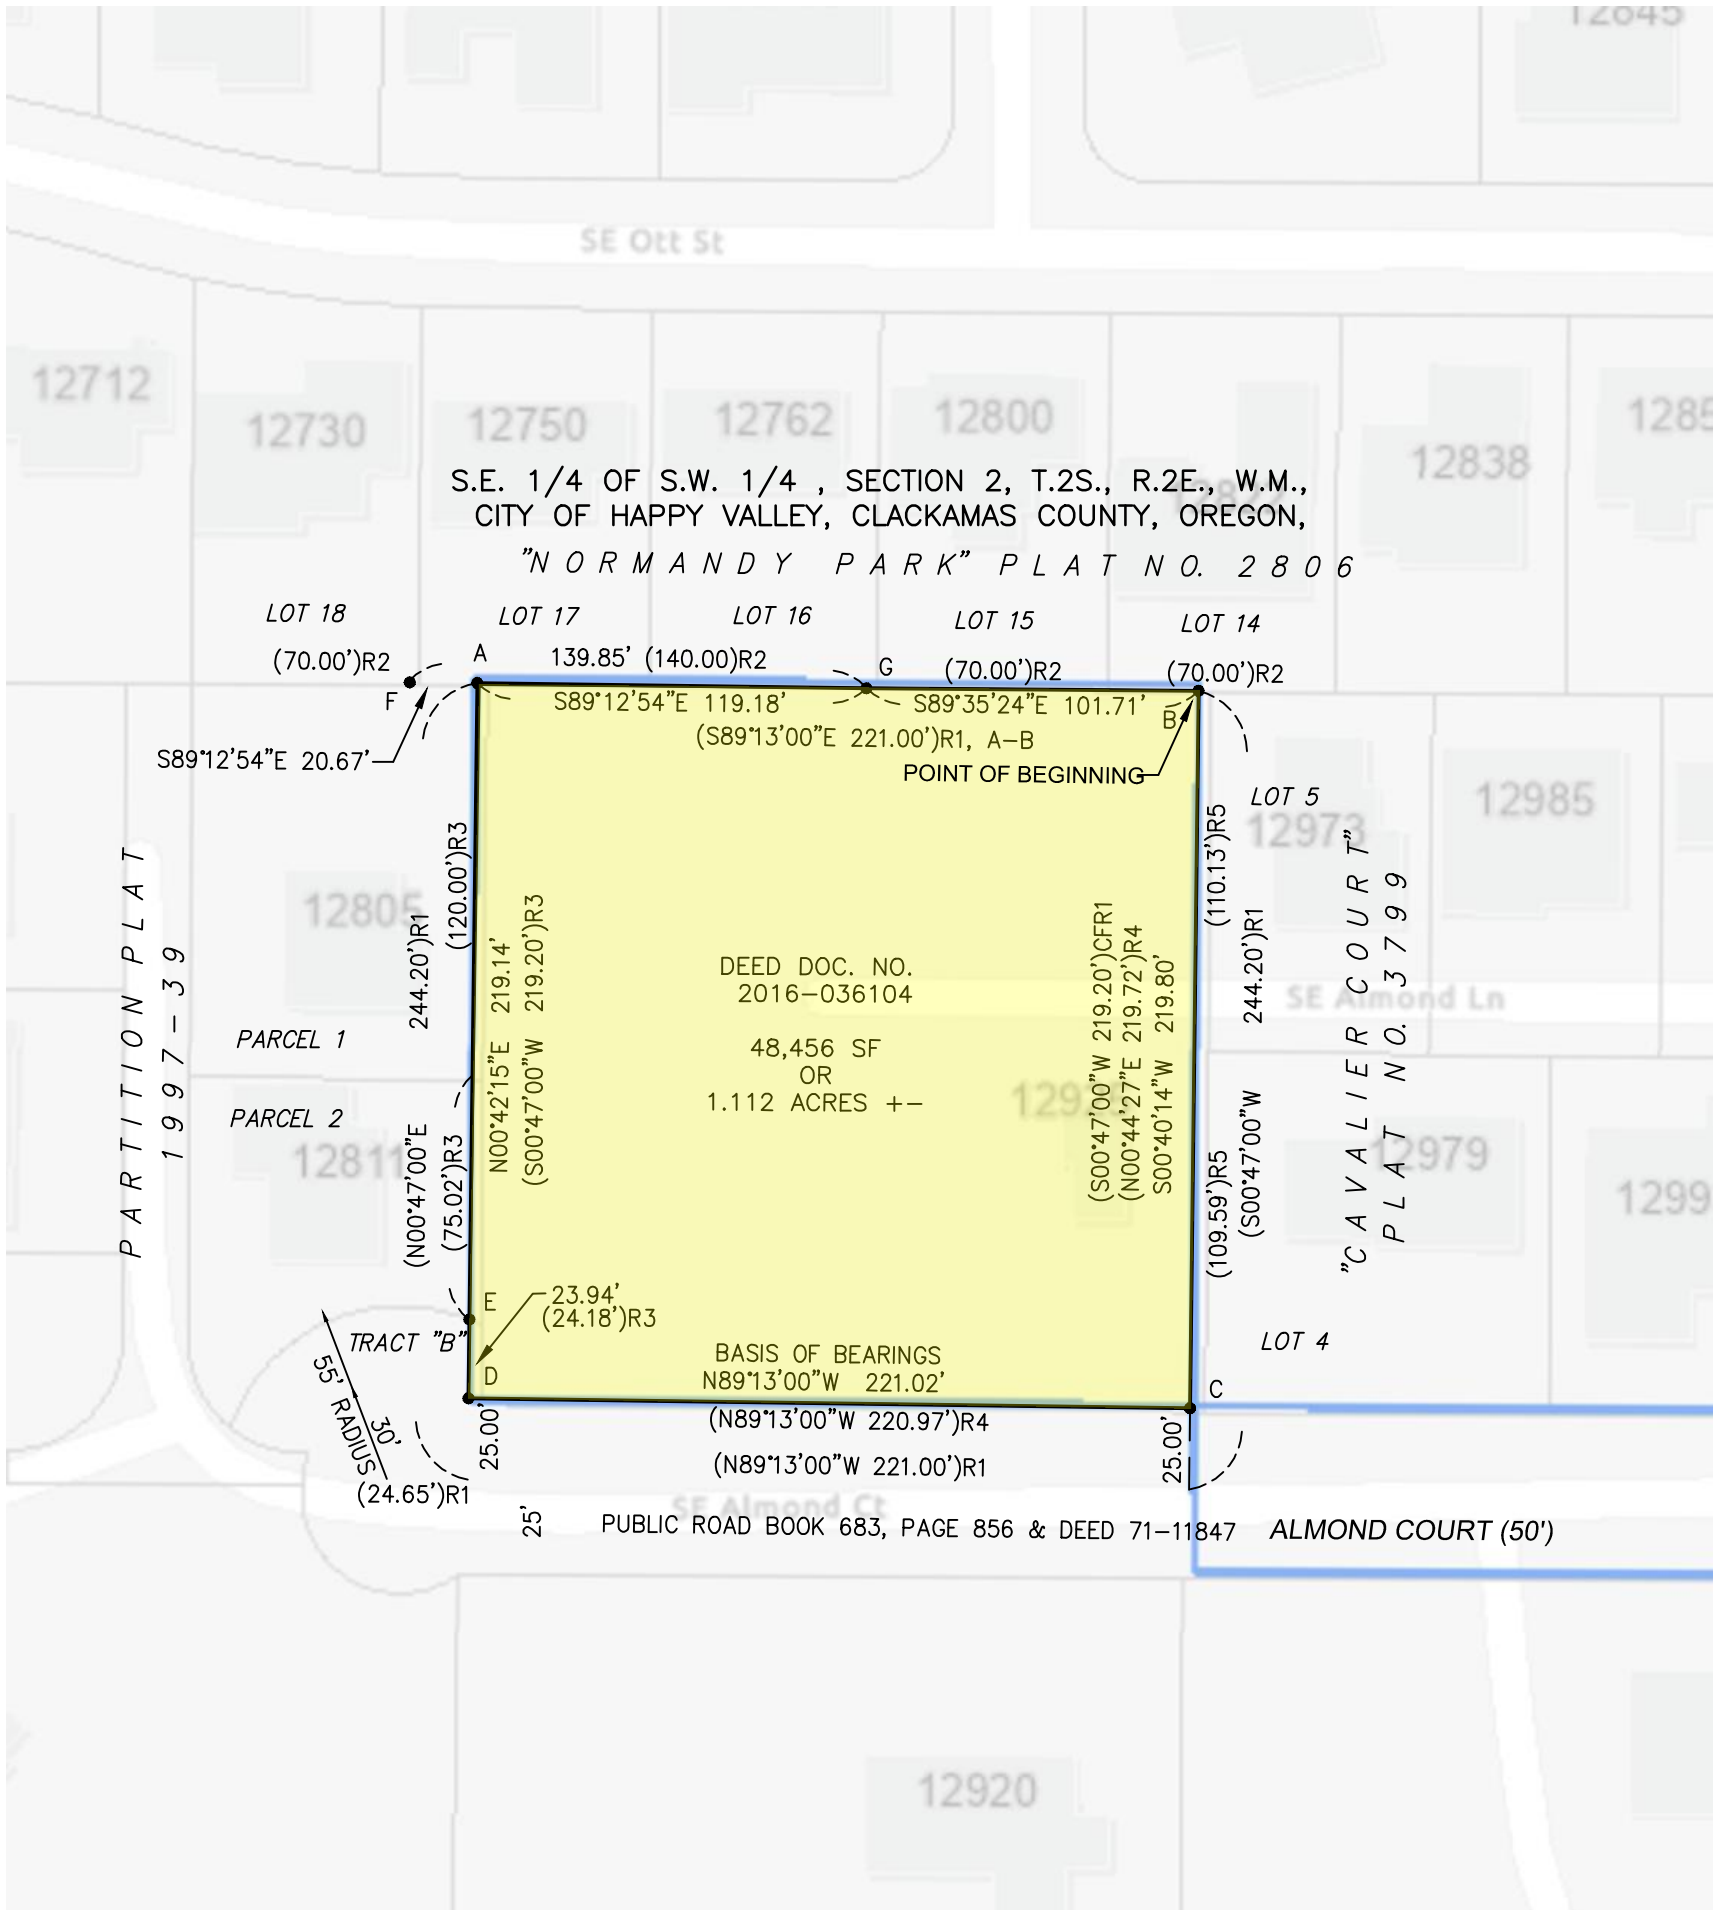 12845
SE Ott St
12712
12730
12750
12762
12800
12822
12838
S.E. 1/4 OF S.W. 1/4 , SECTION 2, T.2S., R.2E., W.M.,
CITY OF HAPPY VALLEY, CLACKAMAS COUNTY, OREGON,
"NORMANDY PARK" PLAT NO. 2806
LOT 18
LOT 17
LOT 16
LOT 15
LOT 14
(70.00')R2
A
139.85' (140.00)R2
G
(70.00')R2
(70.00')R2
F
S89°12'54"E 119.18'
S89°35'24"E 101.71'
B
(S89°13'00"E 221.00')R1, A-B
S89°12'54"E 20.67'
POINT OF BEGINNING
LOT 5
12973
12985
12805
PARTITION PLAT
1997-39
244.20')R1
(120.00')R3
N00°42'15"E 219.14'
(S00°47'00"W 219.20')R3
DEED DOC. NO.
2016-036104
48,456 SF
OR
1.112 ACRES +-
(S00°47'00"W 219.20')CFR1
(N00°44'27"E 219.72')R4
S00°40'14"W 219.80'
(110.13')R5
244.20')R1
SE Almond Ln
"CAVALIER COURT"
PLAT NO. 3799
PARCEL 1
PARCEL 2
12811
(N00°47'00"E
(75.02')R3
(109.59')R5
(S00°47'00"W
12979
E
23.94'
(24.18')R3
TRACT "B"
LOT 4
BASIS OF BEARINGS
N89°13'00"W 221.02'
D
C
55' RADIUS
30'
25.00'
(N89°13'00"W 220.97')R4
(N89°13'00"W 221.00')R1
25.00'
(24.65')R1
SE Almond Ct
25'
PUBLIC ROAD BOOK 683, PAGE 856 & DEED 71-11847
ALMOND COURT (50')
12920